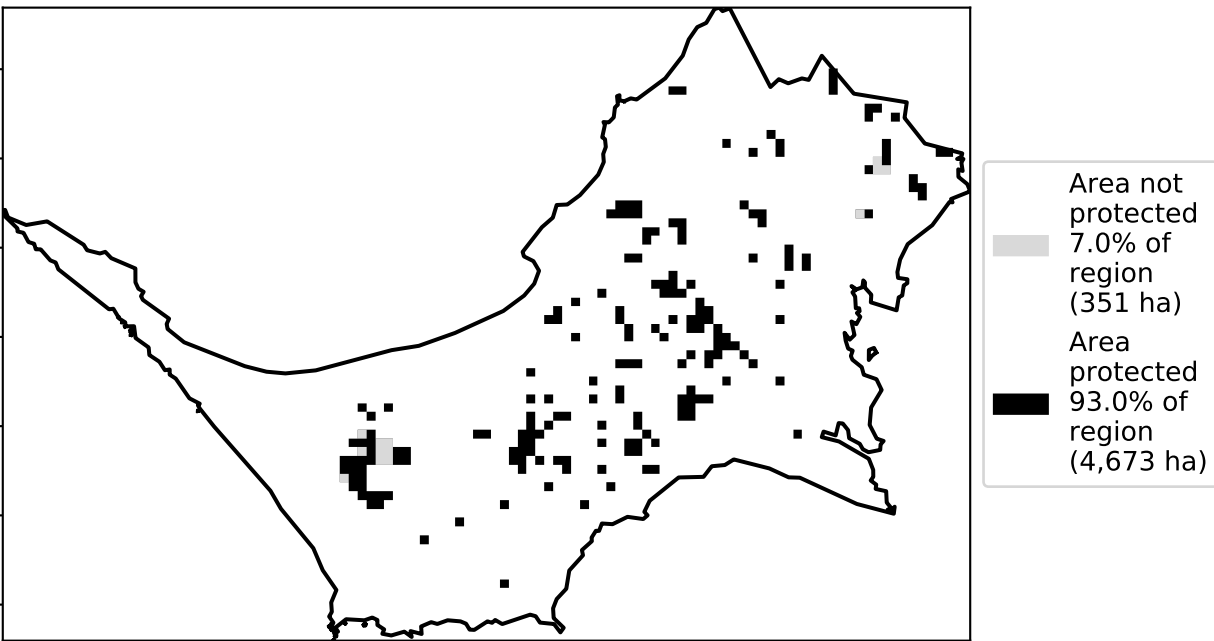 Area not
protected
7.0% of
region
(351 ha)
Area
protected
93.0% of
region
(4,673 ha)